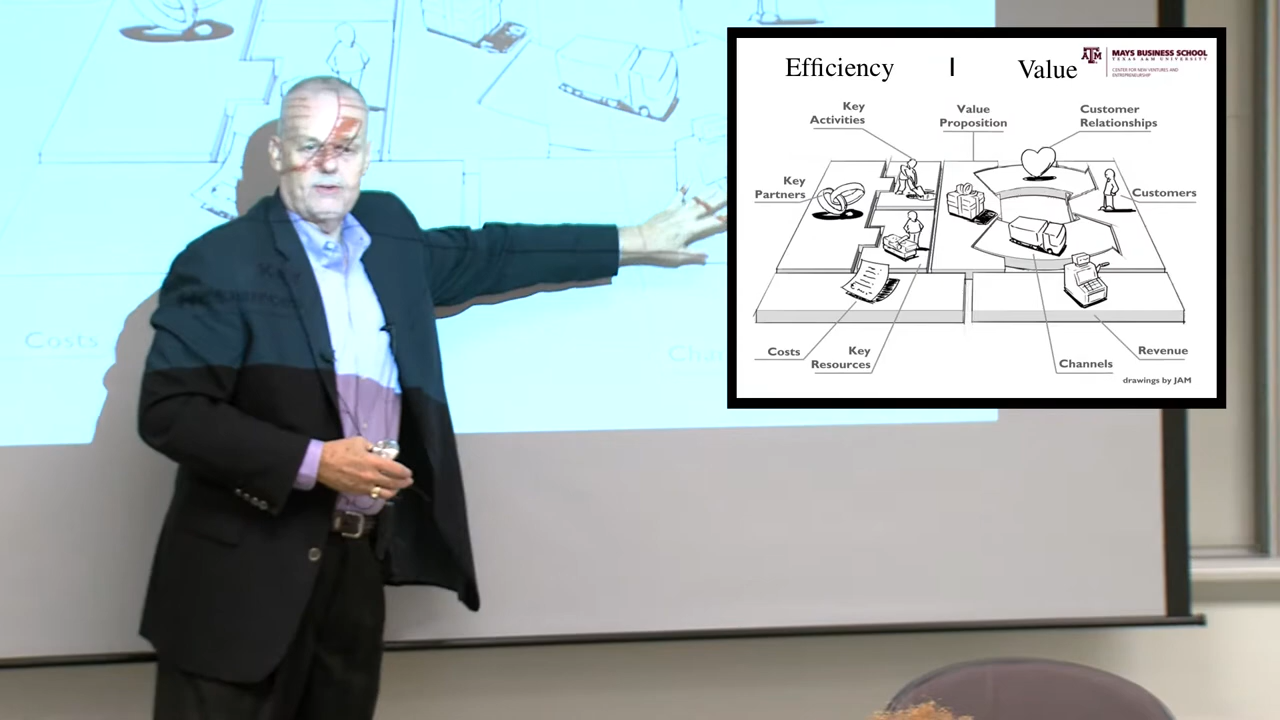 Efficiency | Value
MAYS BUSINESS SCHOOL
TEXAS A&M UNIVERSITY
CENTER FOR NEW VENTURES AND
ENTREPRENEURSHIP
Key
Activities
Value
Proposition
Customer
Relationships
Key
Partners
Customers
Costs
Key
Resources
Channels
Revenue
drawings by JAM
Costs